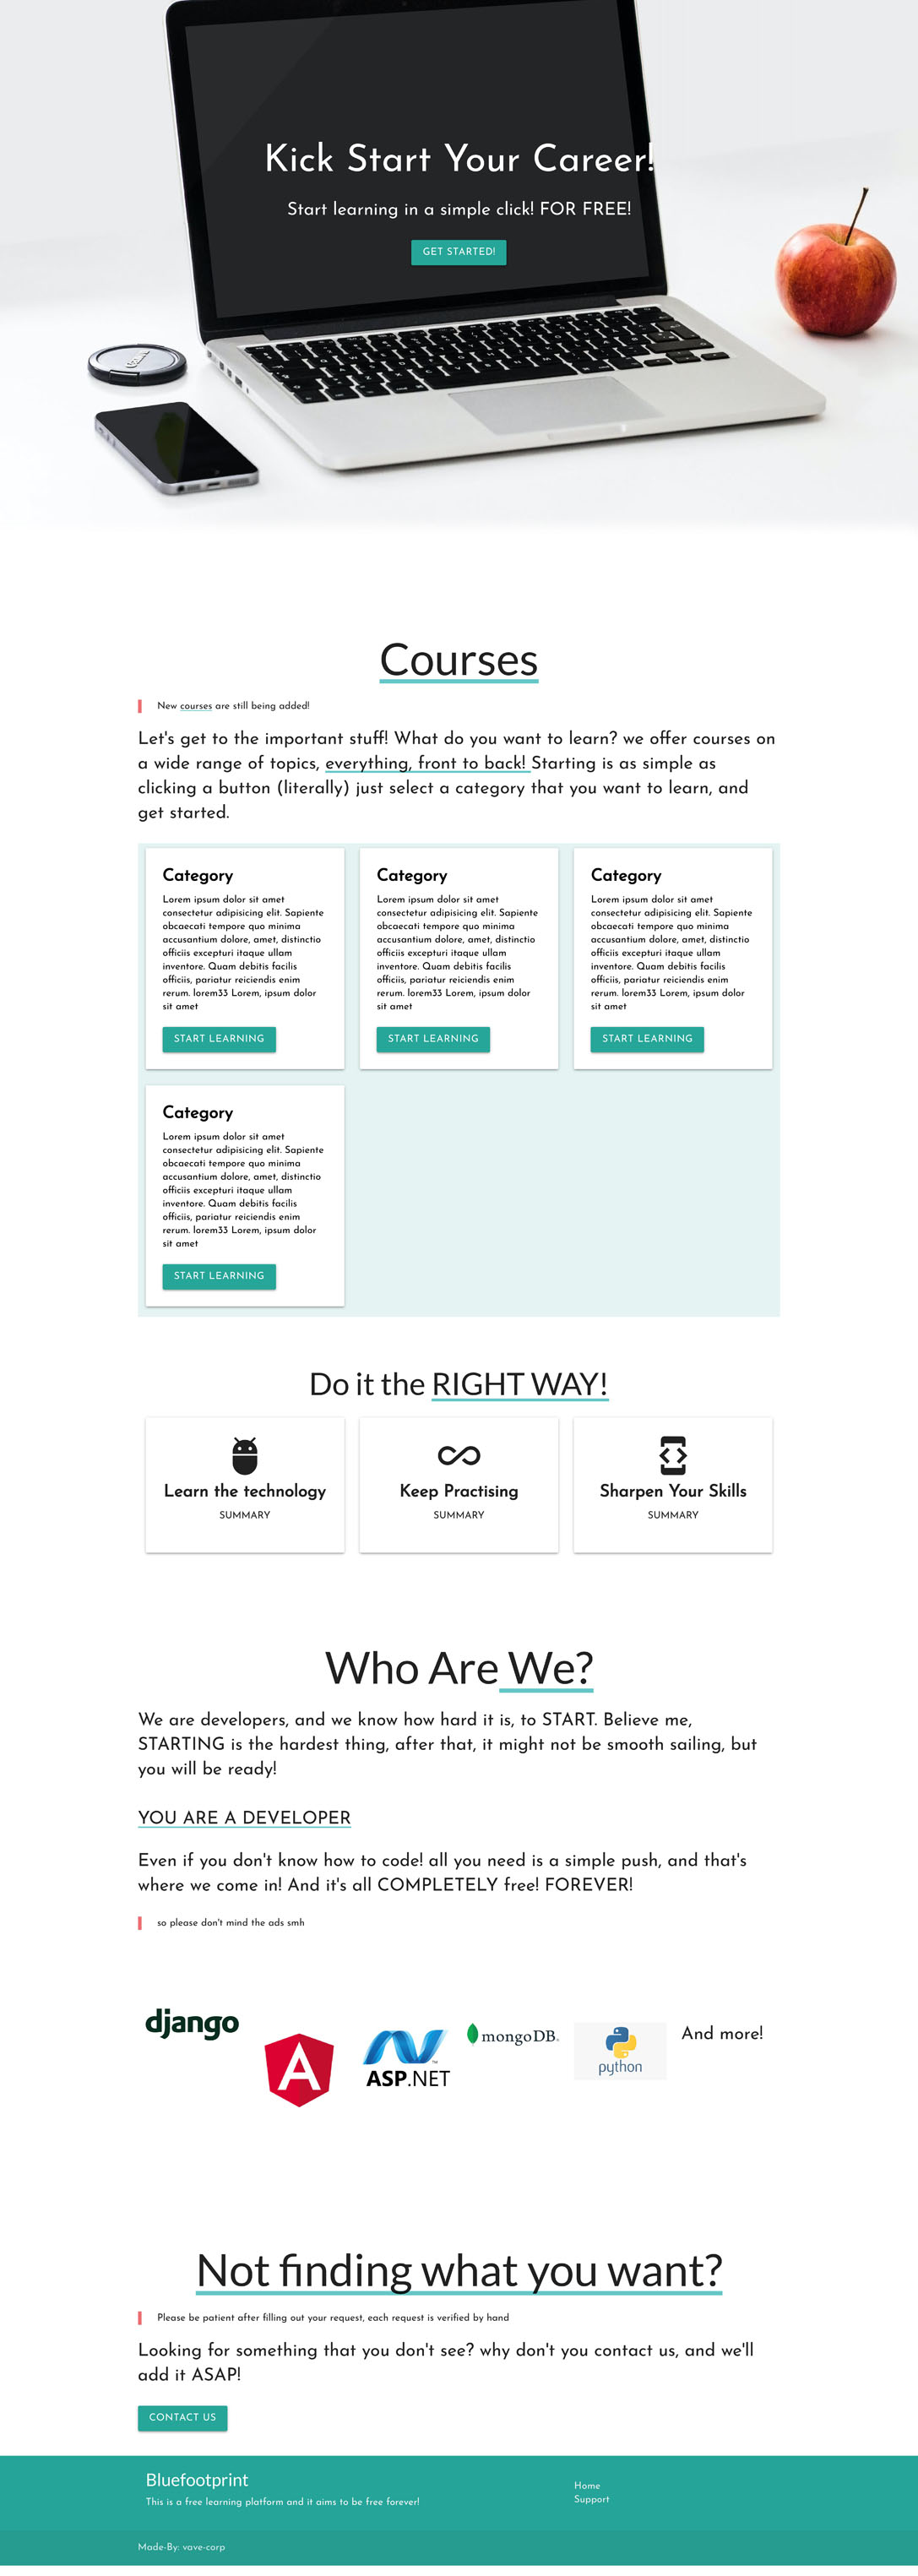 Kick Start Your Career!
Start learning in a simple click! FOR FREE!
GET STARTED!
Courses
New courses are still being added!
Let's get to the important stuff! What do you want to learn? we offer courses on
a wide range of topics, everything, front to back! Starting is as simple as
clicking a button (literally) just select a category that you want to learn, and
get started.
Category
Lorem ipsum dolor sit amet
consectetur adipisicing elit. Sapiente
obcaecati tempore quo minima
accusantium dolore, amet, distinctio
officiis excepturi itaque ullam
inventore. Quam debitis facilis
officiis, pariatur reiciendis enim
rerum. lorem33 Lorem, ipsum dolor
sit amet
START LEARNING
Category
Lorem ipsum dolor sit amet
consectetur adipisicing elit. Sapiente
obcaecati tempore quo minima
accusantium dolore, amet, distinctio
officiis excepturi itaque ullam
inventore. Quam debitis facilis
officiis, pariatur reiciendis enim
rerum. lorem33 Lorem, ipsum dolor
sit amet
START LEARNING
Category
Lorem ipsum dolor sit amet
consectetur adipisicing elit. Sapiente
obcaecati tempore quo minima
accusantium dolore, amet, distinctio
officiis excepturi itaque ullam
inventore. Quam debitis facilis
officiis, pariatur reiciendis enim
rerum. lorem33 Lorem, ipsum dolor
sit amet
START LEARNING
Category
Lorem ipsum dolor sit amet
consectetur adipisicing elit. Sapiente
obcaecati tempore quo minima
accusantium dolore, amet, distinctio
officiis excepturi itaque ullam
inventore. Quam debitis facilis
officiis, pariatur reiciendis enim
rerum. lorem33 Lorem, ipsum dolor
sit amet
START LEARNING
Do it the RIGHT WAY!
Learn the technology
SUMMARY
Keep Practising
SUMMARY
Sharpen Your Skills
SUMMARY
Who Are We?
We are developers, and we know how hard it is, to START. Believe me,
STARTING is the hardest thing, after that, it might not be smooth sailing, but
you will be ready!
YOU ARE A DEVELOPER
Even if you don't know how to code! all you need is a simple push, and that's
where we come in! And it's all COMPLETELY free! FOREVER!
so please don't mind the ads smh
django
A
ASP.NET
mongoDB
python
And more!
Not finding what you want?
Please be patient after filling out your request, each request is verified by hand
Looking for something that you don't see? why don't you contact us, and we'll
add it ASAP!
CONTACT US
Bluefootprint
This is a free learning platform and it aims to be free forever!
Home
Support
Made-By: vave-corp